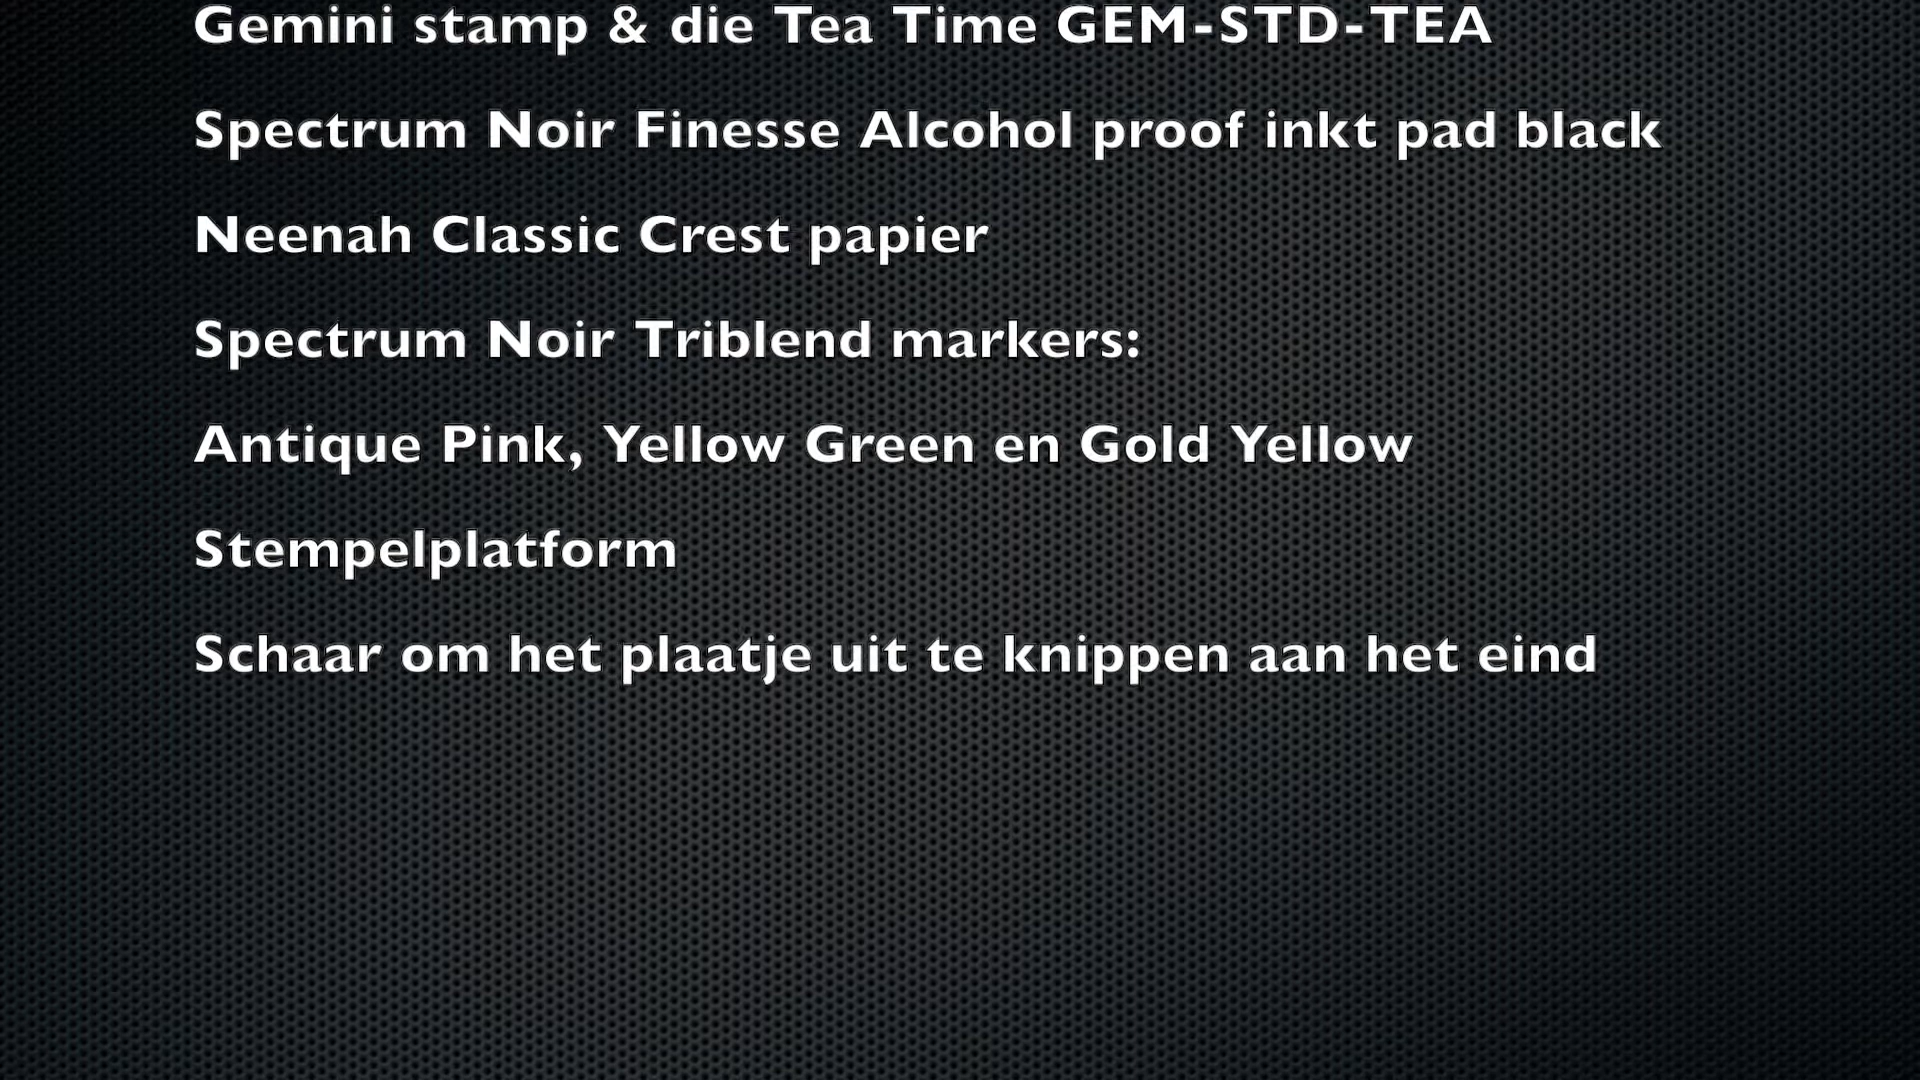 Gemini stamp & die Tea Time GEM-STD-TEA
Spectrum Noir Finesse Alcohol proof inkt pad black
Neenah Classic Crest papier
Spectrum Noir Triblend markers:
Antique Pink, Yellow Green en Gold Yellow
Stempelplatform
Schaar om het plaatje uit te knippen aan het eind